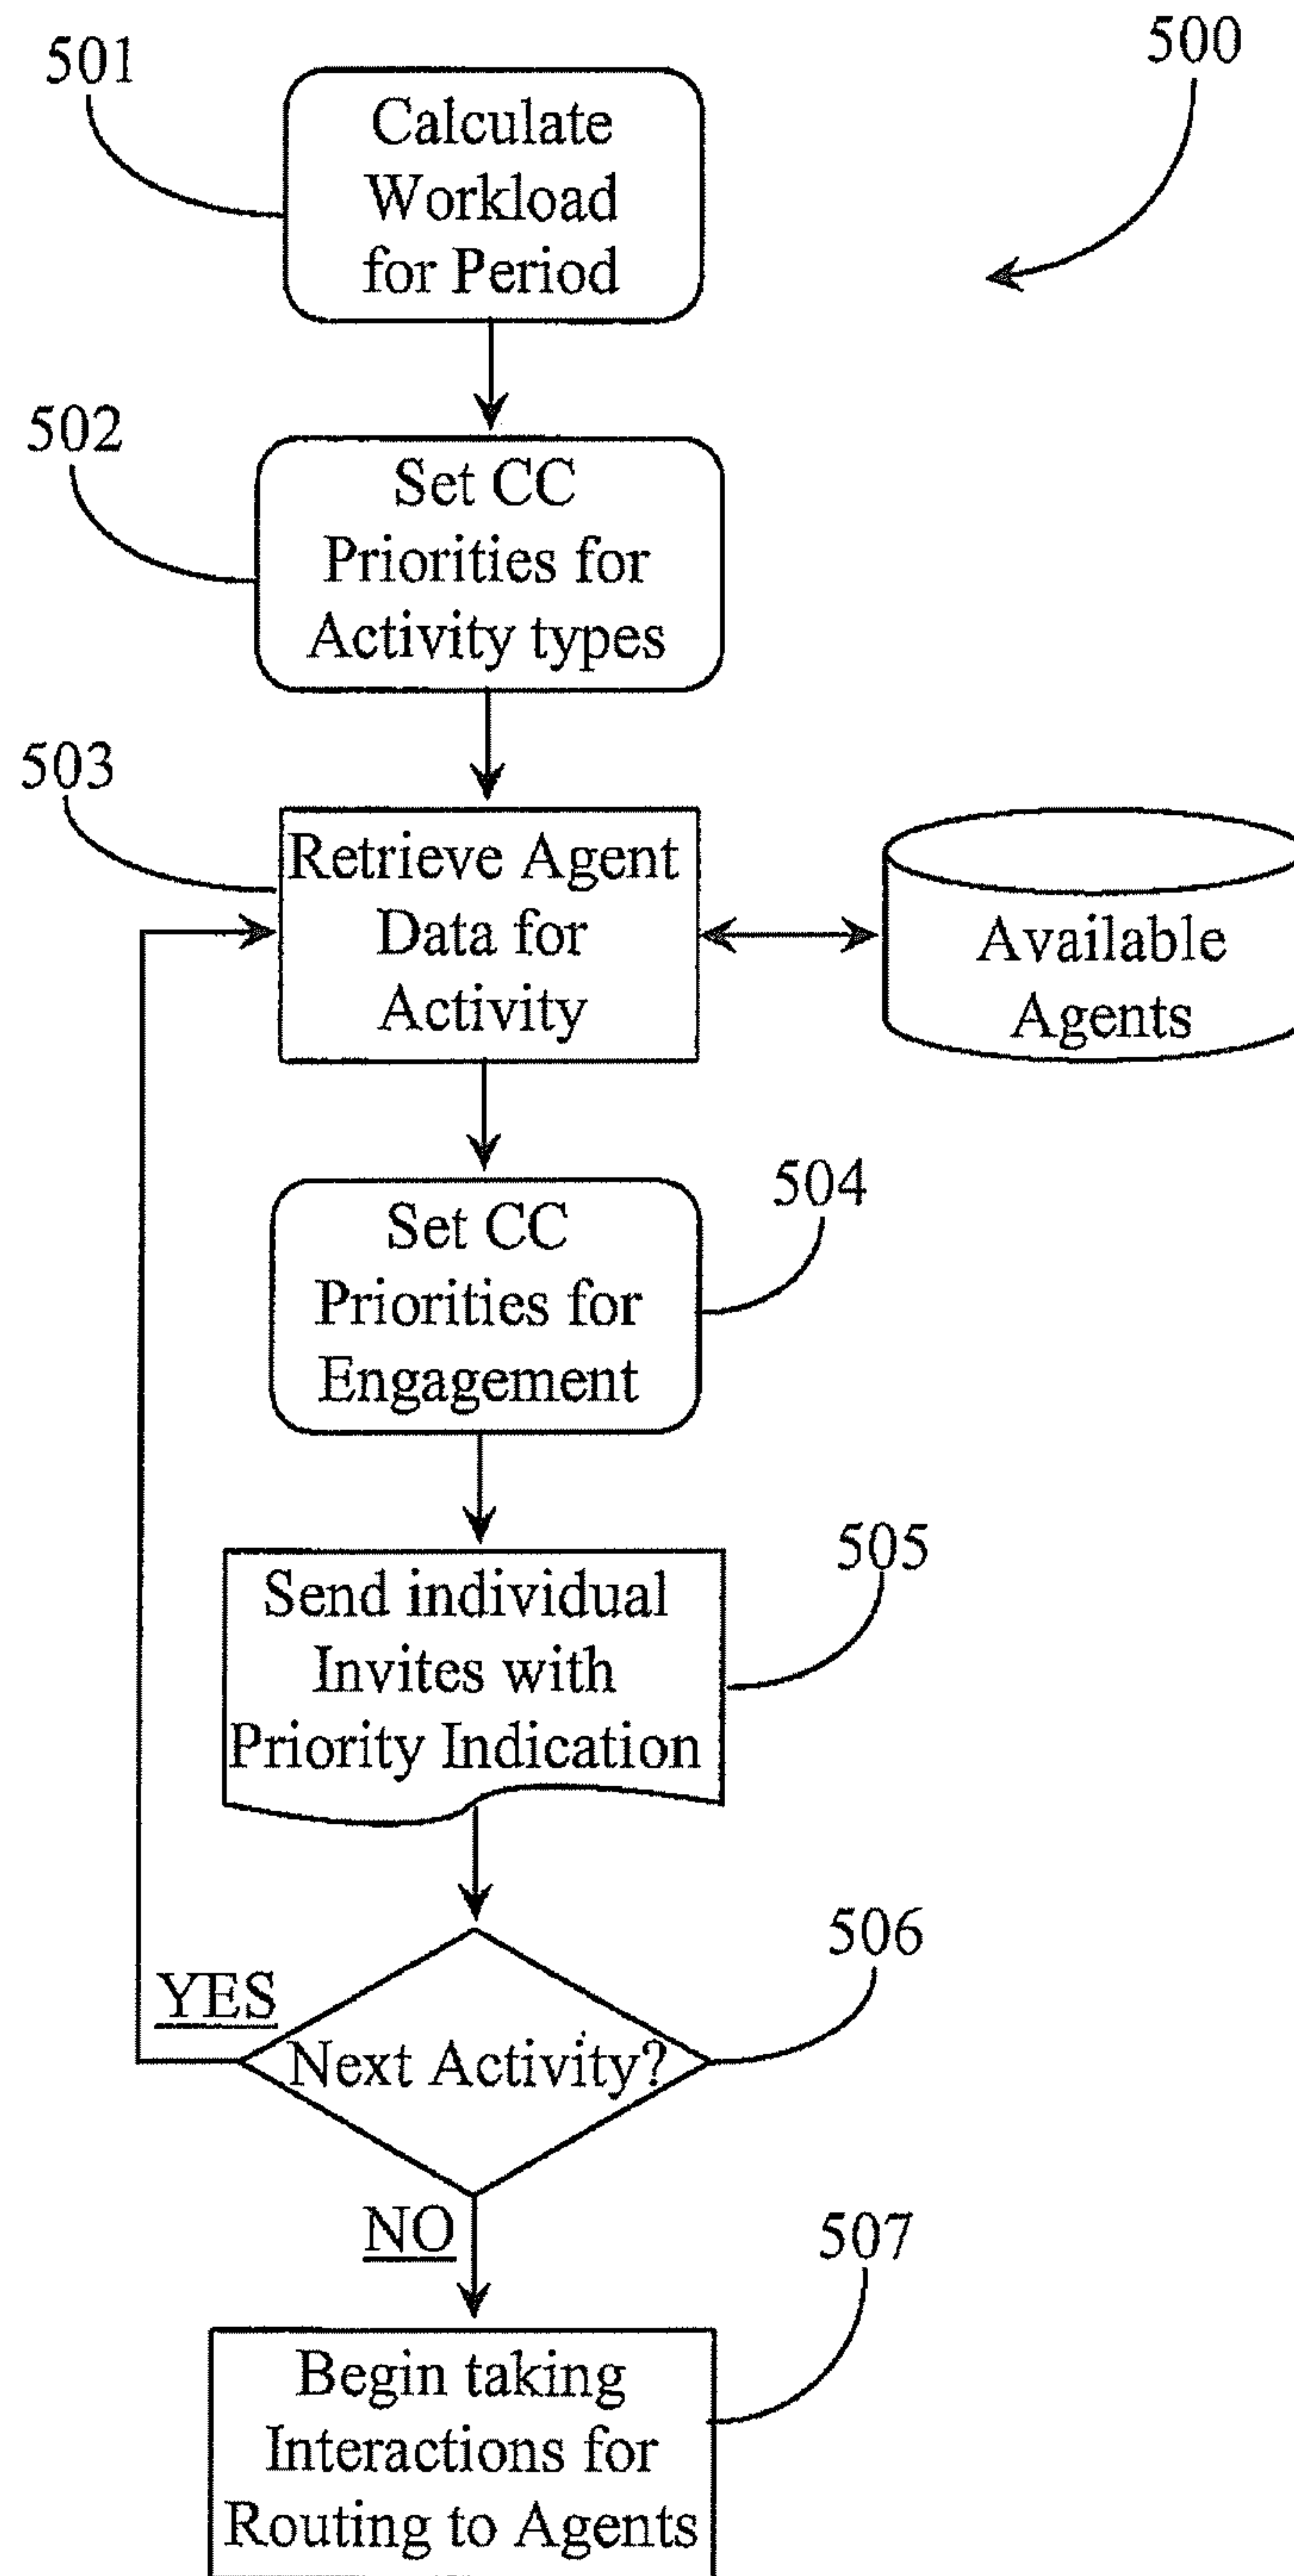 500
501
Calculate
Workload
for Period
502
Set CC
Priorities for
Activity types
503
Retrieve Agent
Data for
Activity
Available
Agents
504
Set CC
Priorities for
Engagement
505
Send individual
Invites with
Priority Indication
506
YES
Next Activity?
NO
507
Begin taking
Interactions for
Routing to Agents